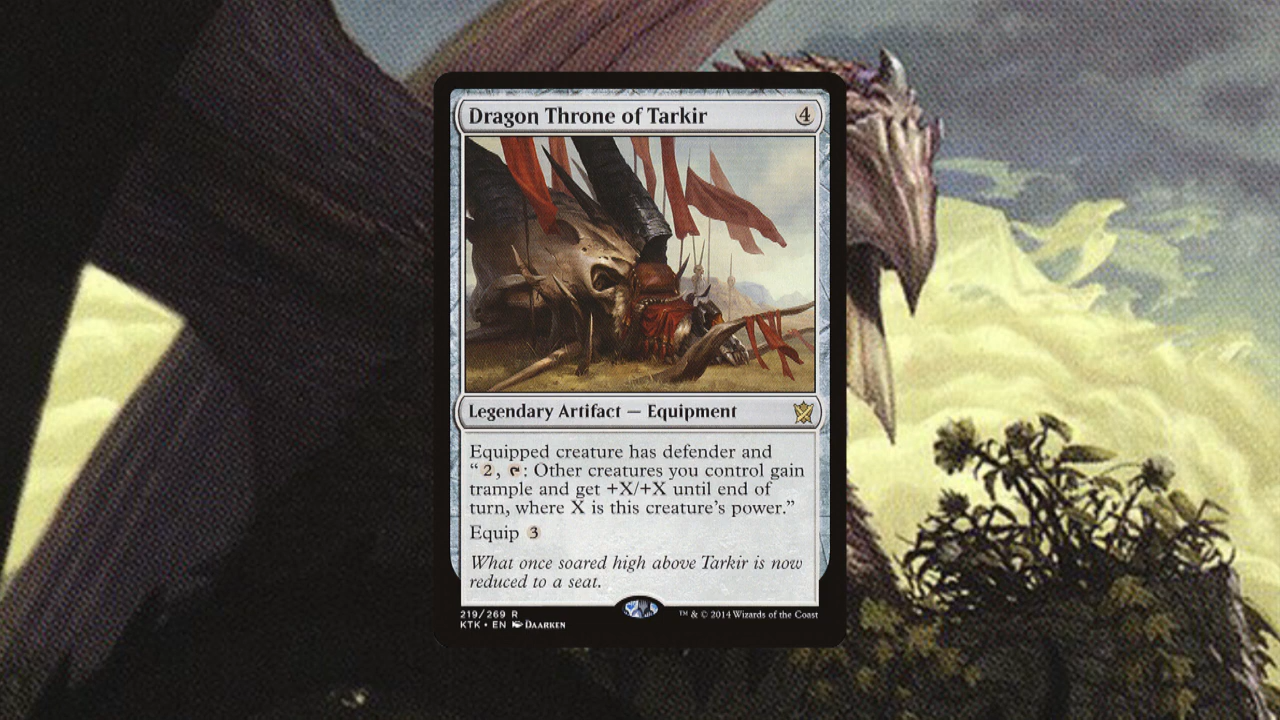 Dragon Throne of Tarkir 4
Legendary Artifact — Equipment
Equipped creature has defender and
“2, : Other creatures you control gain
trample and get +X/+X until end of
turn, where X is this creature’s power.”
Equip 3
What once soared high above Tarkir is now
reduced to a seat.
219/269 R
KTK • EN DAARKEN
™ & © 2014 Wizards of the Coast